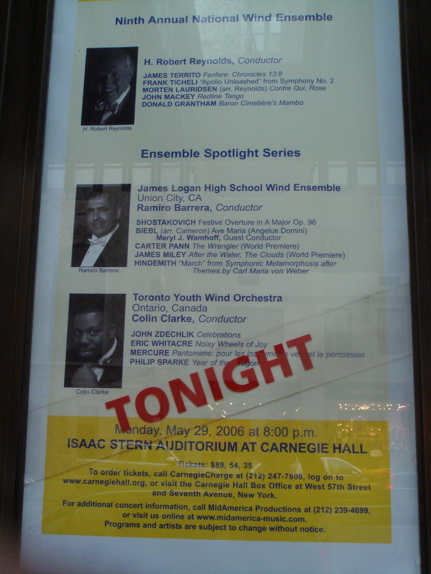 Ninth Annual National Wind Ensemble
H. Robert Reynolds, Conductor
JAMES TERRITO Fanfare: Chronicles 13:8
FRANK TICHELI "Apollo Unleashed" from Symphony No. 2
MORTEN LAURIDSEN (arr. Reynolds) Contre Qui, Rose
JOHN MACKEY Redline Tango
DONALD GRANTHAM Baron Cimetière's Mambo
H. Robert Reynolds
Ensemble Spotlight Series
James Logan High School Wind Ensemble
Union City, CA
Ramiro Barrera, Conductor
SHOSTAKOVICH Festive Overture in A Major Op. 96
BIEBL (arr. Cameron) Ave Maria (Angelus Domini)
Meryl J. Wamhoff, Guest Conductor
CARTER PANN The Wrangler (World Premiere)
JAMES MILEY After the Water, The Clouds (World Premiere)
HINDEMITH "March" from Symphonic Metamorphosis after
Themes by Carl Maria von Weber
Ramiro Barrera
Toronto Youth Wind Orchestra
Ontario, Canada
Colin Clarke, Conductor
JOHN ZDECHLIK Celebrations
ERIC WHITACRE Noisy Wheels of Joy
MERCURE Pantomime: pour les vent et la percussion
PHILIP SPARKE Year of the
Colin Clarke
TONIGHT
Monday, May 29, 2006 at 8:00 p.m.
ISAAC STERN AUDITORIUM AT CARNEGIE HALL
Tickets: $89, 54, 35
To order tickets, call CarnegieCharge at (212) 247-7800, log on to
www.carnegiehall.org, or visit the Carnegie Hall Box Office at West 57th Street
and Seventh Avenue, New York.
For additional concert information, call MidAmerica Productions at (212) 239-4699,
or visit us online at www.midamerica-music.com.
Programs and artists are subject to change without notice.